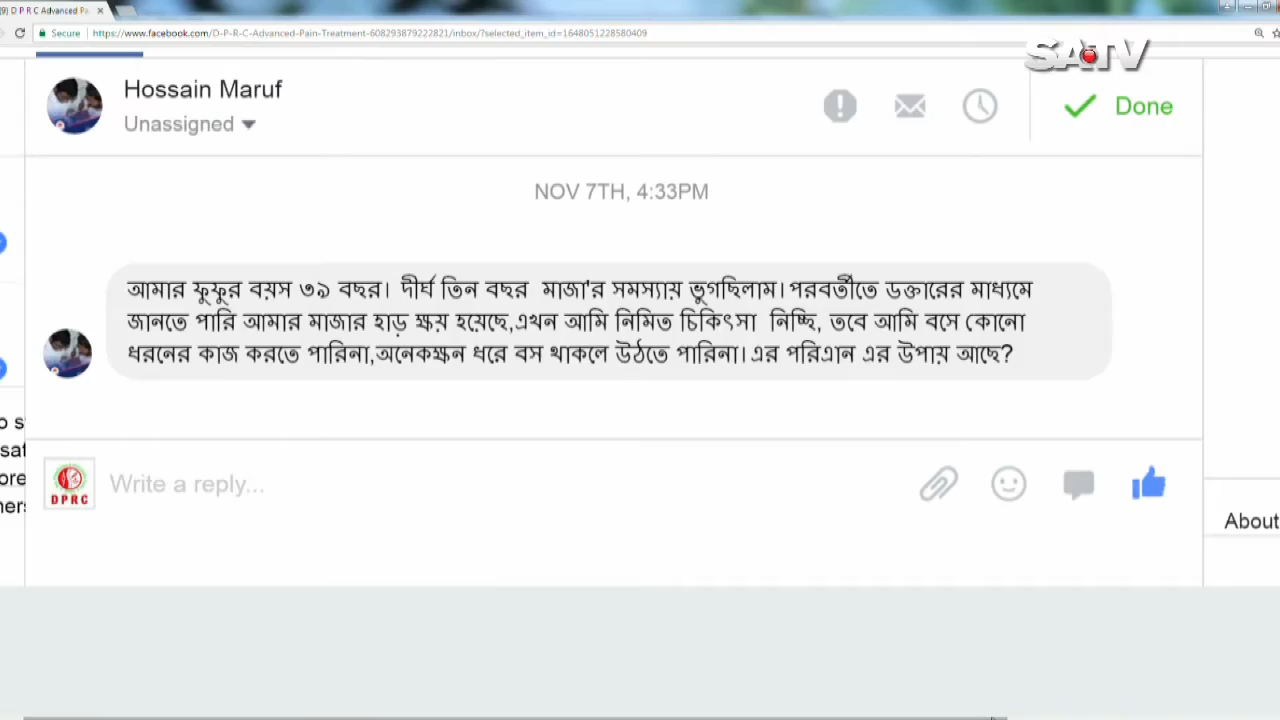 D P R C Advanced Pa
Secure https://www.facebook.com/D-P-R-C-Advanced-Pain-Treatment-608293879222821/inbox/?selected_item_id=1648051228580409
SATV
Hossain Maruf
Unassigned
Done
NOV 7TH, 4:33PM
আমার ফুফুর বয়স ৩৯ বছর। দীর্ঘ তিন বছর মাজা'র সমস্যায় ভুগছিলাম। পরবর্তীতে ডক্তারের মাধ্যমে
জানতে পারি আমার মাজার হাড় ক্ষয় হয়েছে,এখন আমি নিমিত চিকিৎসা নিচ্ছি, তবে আমি বসে কোনো
ধরনের কাজ করতে পারিনা,অনেকক্ষন ধরে বস থাকলে উঠতে পারিনা। এর পরিএান এর উপায় আছে?
DPRC
Write a reply...
About